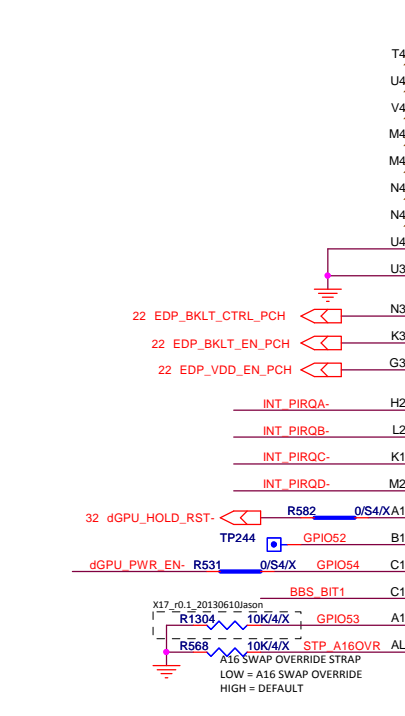 T4
U4
V4
M4
M4
N4
N4
U4
U3
22 EDP_BKLT_CTRL_PCH N3
22 EDP_BKLT_EN_PCH K3
22 EDP_VDD_EN_PCH G3
INT_PIRQA- H2
INT_PIRQB- L2
INT_PIRQC- K1
INT_PIRQD- M2
32 dGPU_HOLD_RST- R582 0/S4/X A1
TP244 GPIO52 B1
dGPU_PWR_EN- R531 0/S4/X GPIO54 C1
BBS_BIT1 C1
X17_r0.1_20130610Jason
R1304 10K/4/X GPIO53 A1
R568 10K/4/X STP_A16OVR AL
A16 SWAP OVERRIDE STRAP
LOW = A16 SWAP OVERRIDE
HIGH = DEFAULT